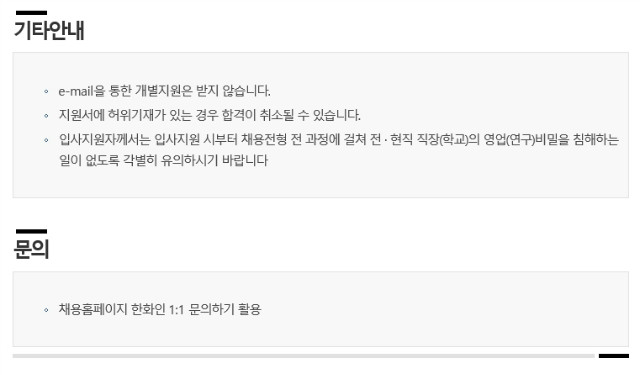 기타안내
e-mail을 통한 개별지원은 받지 않습니다.
지원서에 허위기재가 있는 경우 합격이 취소될 수 있습니다.
입사지원자께서는 입사지원 시부터 채용전형 전 과정에 걸쳐 전 · 현직 직장(학교)의 영업(연구)비밀을 침해하는
일이 없도록 각별히 유의하시기 바랍니다
문의
채용홈페이지 한화인 1:1 문의하기 활용